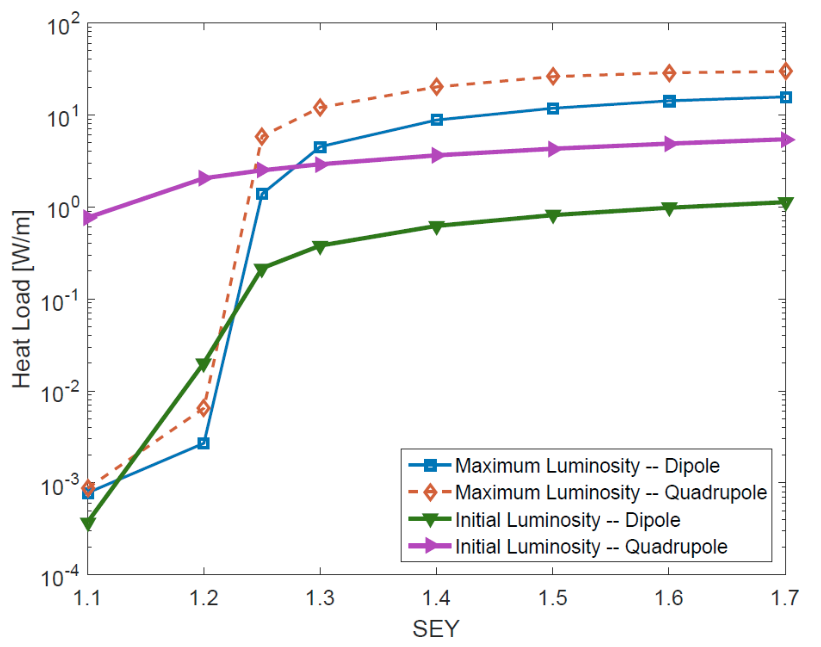 10^2
10^1
10^0
10^-1
10^-2
10^-3
10^-4
Heat Load [W/m]
Maximum Luminosity -- Dipole
Maximum Luminosity -- Quadrupole
Initial Luminosity -- Dipole
Initial Luminosity -- Quadrupole
1.1 1.2 1.3 1.4 1.5 1.6 1.7
SEY